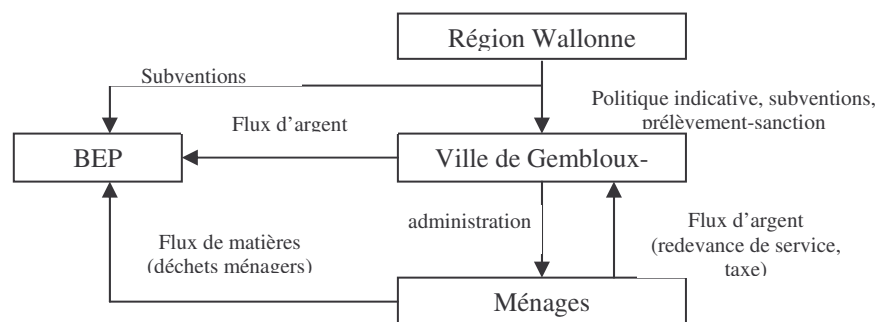 Région Wallonne
Subventions
Politique indicative, subventions,
prélèvement-sanction
Flux d'argent
BEP
Ville de Gembloux-
administration
Flux d'argent
(redevance de service,
taxe)
Flux de matières
(déchets ménagers)
Ménages